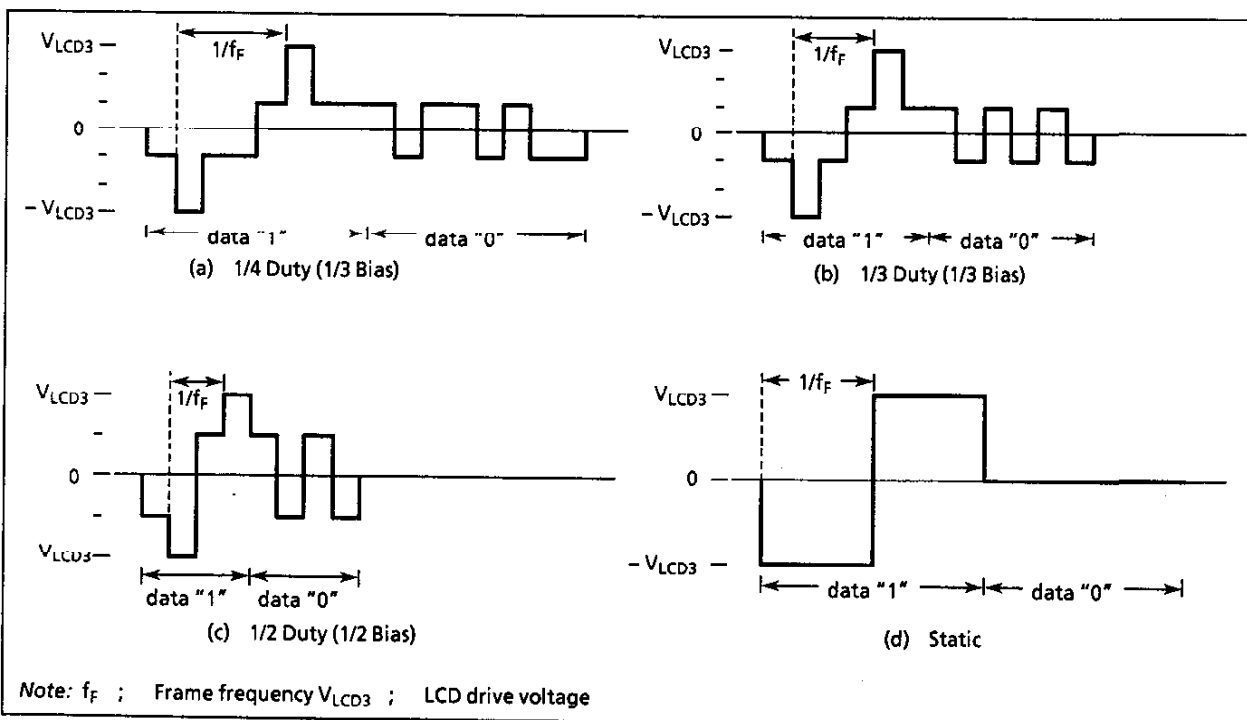 V_LCD3
1/f_F
0
− V_LCD3
data "1"
data "0"
(a) 1/4 Duty (1/3 Bias)
V_LCD3
1/f_F
0
− V_LCD3
data "1"
data "0"
(b) 1/3 Duty (1/3 Bias)
V_LCD3
1/f_F
0
V_LCD3
data "1"
data "0"
(c) 1/2 Duty (1/2 Bias)
V_LCD3
1/f_F
0
− V_LCD3
data "1"
data "0"
(d) Static
Note: f_F ; Frame frequency V_LCD3 ; LCD drive voltage